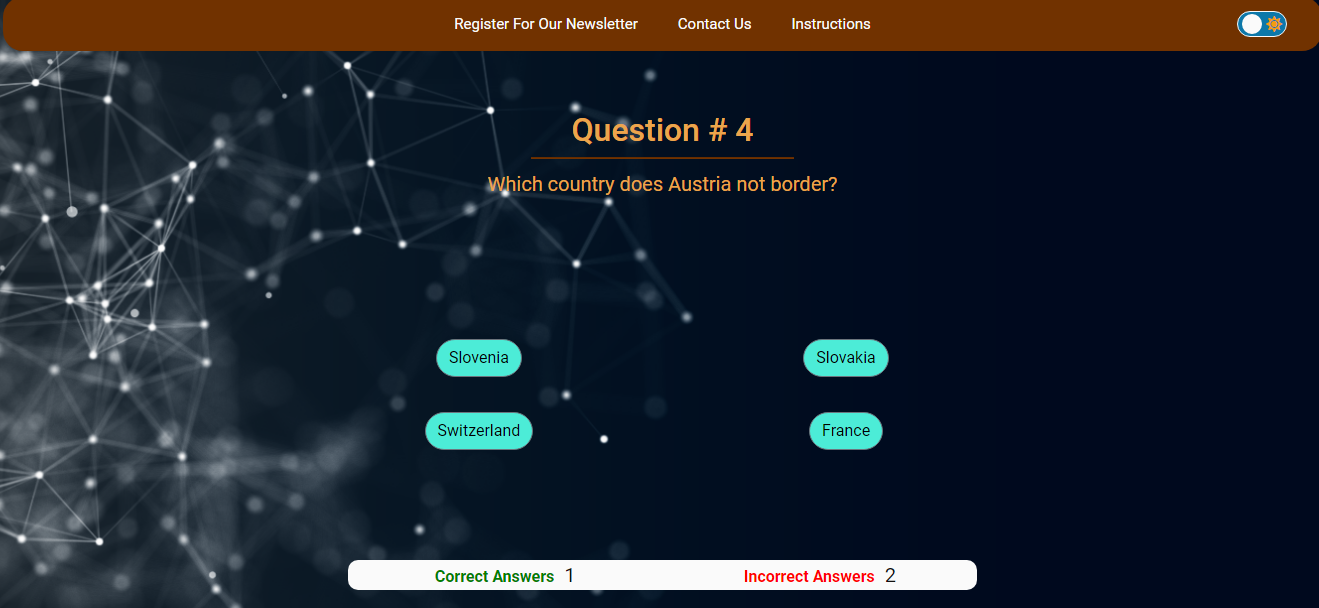 Register For Our Newsletter Contact Us Instructions
Question # 4
Which country does Austria not border?
Slovenia Slovakia
Switzerland France
Correct Answers 1 Incorrect Answers 2